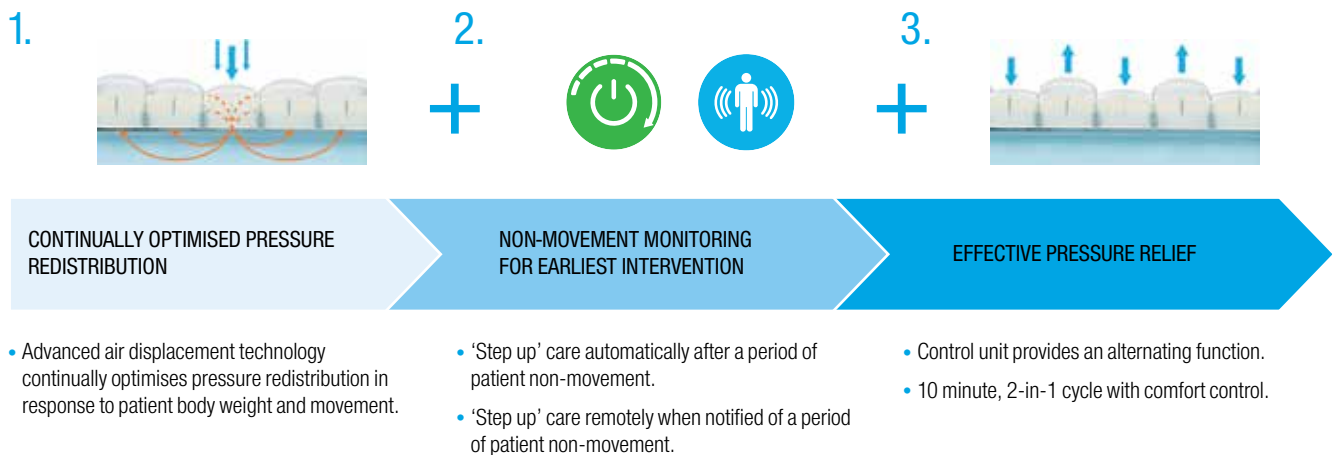 1.
2.
3.
CONTINUALLY OPTIMISED PRESSURE
REDISTRIBUTION
NON-MOVEMENT MONITORING
FOR EARLIEST INTERVENTION
EFFECTIVE PRESSURE RELIEF
• Advanced air displacement technology
continually optimises pressure redistribution in
response to patient body weight and movement.
• ‘Step up’ care automatically after a period of
patient non-movement.
• ‘Step up’ care remotely when notified of a period
of patient non-movement.
• Control unit provides an alternating function.
• 10 minute, 2-in-1 cycle with comfort control.